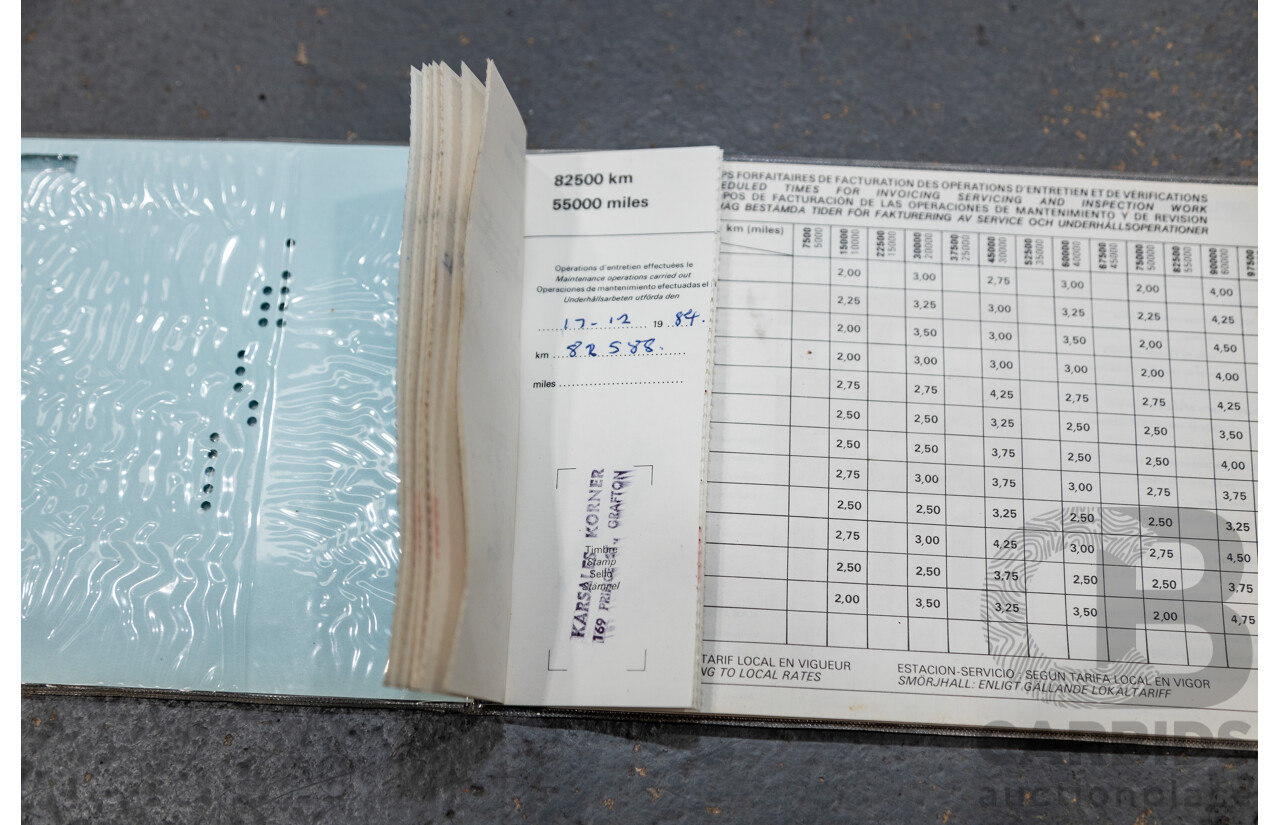 82500 km
55000 miles
Opérations d'entretien effectuées le
Maintenance operations carried out
Operaciones de mantenimiento efectuadas el
Underhållsarbeten utförda den
17-12 19 84.
km 82588.
miles
KARSALES KORNER
169 GRAFTON
Timbre
Stamp
Sello
Stämpel
FORFAITAIRES DE FACTURATION DES OPERATIONS D'ENTRETIEN ET DE VÉRIFICATIONS
TIMES FOR INVOICING SERVICING AND INSPECTION WORK
DE FACTURACIÓN DE LAS OPERACIONES DE MANTENIMIENTO Y DE REVISION
BESTAMDA TIDER FÖR FAKTURERING AV SERVICE OCH UNDERHÅLLSOPERATIONER
km (miles) 7500 15000 22500 30000 37500 45000 52500 60000 67500 75000 82500 90000 97500
5000 10000 15000 20000 25000 30000 35000 40000 45000 50000 55000 60000
2,00 3,00 2,75 3,00 2,00 4,00
2,25 3,25 3,00 3,25 2,25 4,25
2,00 3,50 3,00 3,50 2,00 4,50
2,00 3,00 3,00 3,00 2,00 4,00
2,75 2,75 4,25 2,75 2,75 4,25
2,50 2,50 3,25 2,50 2,50 3,50
2,50 2,50 3,75 2,50 2,50 4,00
2,75 3,00 3,75 3,00 2,75 3,75
2,50 2,50 3,25 2,50 2,50 3,25
2,75 3,00 4,25 3,00 2,75 4,50
2,50 2,50 3,75 2,50 2,50 3,75
2,00 3,50 3,25 3,50 2,00 4,75
TARIF LOCAL EN VIGUEUR
TO LOCAL RATES
ESTACION-SERVICIO : SEGUN TARIFA LOCAL EN VIGOR
SMÖRJHALL: ENLIGT GÄLLANDE LOKALTARIFF
CB
CARBIDS